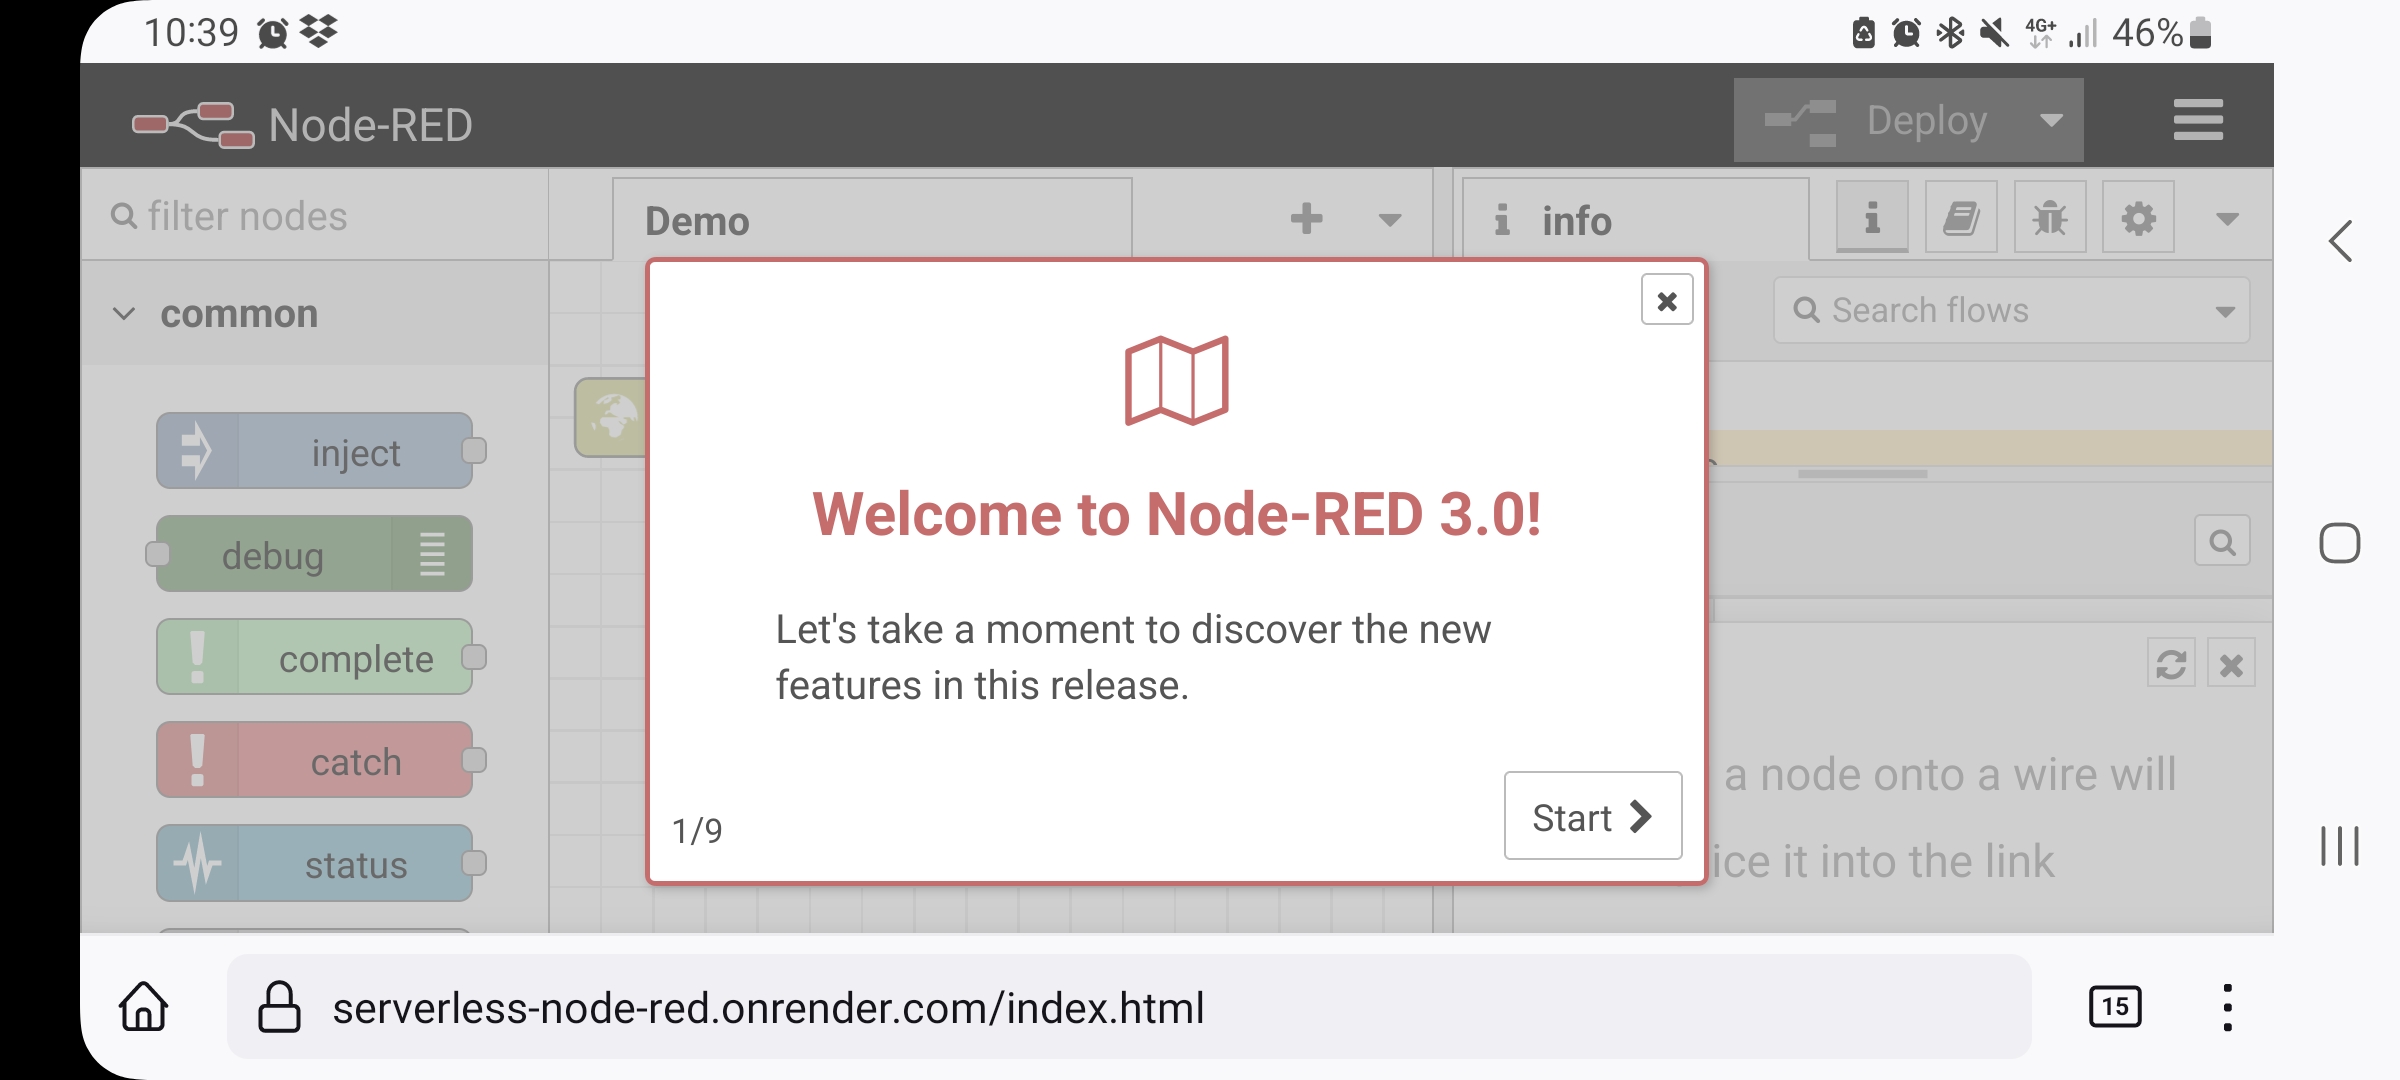 10:39
4G+
46%
Node-RED
Deploy
filter nodes
Demo
info
common
Search flows
inject
debug
complete
catch
status
Welcome to Node-RED 3.0!
Let's take a moment to discover the new
features in this release.
1/9
Start
a node onto a wire will
ice it into the link
serverless-node-red.onrender.com/index.html
15